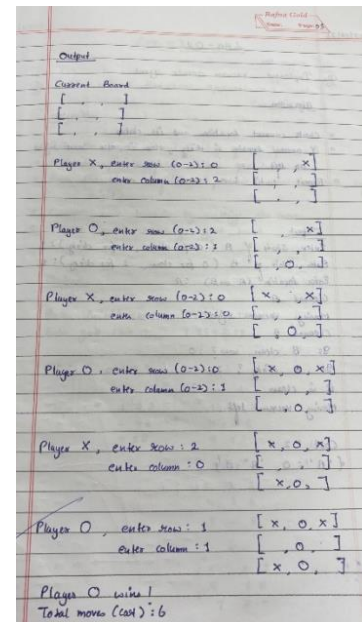 Output
Current Board
[ , , ]
[ , , ]
[ , , ]
Player X, enter row (0-2): 0 [ , , x]
enter column (0-2): 2 [ , , ]
[ , , ]
Player O, enter row (0-2): 2 [ , , x]
enter column (0-2): 1 [ , , ]
[ , O, ]
Player X, enter row (0-2): 0 [ x, , x]
enter column (0-2): 0 [ , , ]
[ , O, ]
Player O, enter row (0-2): 0 [ x, O, x]
enter column (0-2): 1 [ , , ]
[ , O, ]
Player X, enter row : 2 [ x, O, x]
enter column : 0 [ , , ]
[ x, O, ]
Player O, enter row : 1 [ x, O, x]
enter column : 1 [ , O, ]
[ x, O, ]
Player O wins!
Total moves (cost) : 6